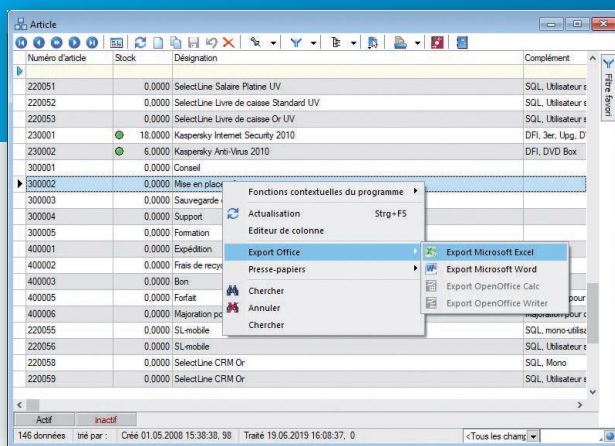 Article
Numéro d'article Stock Désignation Complément
Filtre favori
220051 0,0000 SelectLine Salaire Platine UV SQL, Utilisateur s
220052 0,0000 SelectLine Livre de caisse Standard UV SQL, Utilisateur s
220053 0,0000 SelectLine Livre de caisse Or UV SQL, Utilisateur s
230001 18,0000 Kaspersky Internet Security 2010 DFI, 3er, Upg, D
230002 6,0000 Kaspersky Anti-Virus 2010 DFI, DVD Box
300001 0,0000 Conseil
300002 0,0000 Mise en place
300003 0,0000 Sauvegarde
300004 0,0000 Support
300005 0,0000 Formation
400001 0,0000 Expédition
400002 0,0000 Frais de recyc
400003 0,0000 Bon
400005 0,0000 Forfait pour
400006 0,0000 Majoration po Majoration pour
220055 0,0000 SL-mobile SQL, mono-utilisa
220056 0,0000 SL-mobile SQL, Utilisateur s
220058 0,0000 SelectLine CRM Or SQL, Mono
220059 0,0000 SelectLine CRM Or SQL, Utilisateur s
Fonctions contextuelles du programme
Actualisation Strg+F5
Editeur de colonne
Export Office
Presse-papiers
Chercher
Annuler
Chercher
Export Microsoft Excel
Export Microsoft Word
Export OpenOffice Calc
Export OpenOffice Writer
Actif inactif
146 données trié par : Créé 01.05.2008 15:38:38, 98 Traité 19.06.2019 16:08:37, 0 <Tous les champ